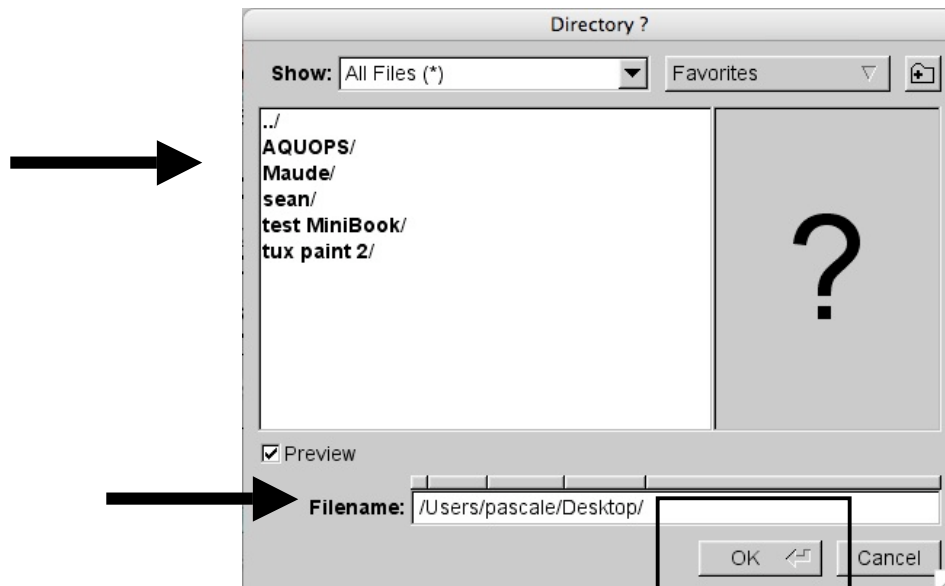 Directory ?
Show: All Files (*) Favorites
../
AQUOPS/
Maude/
sean/
test MiniBook/
tux paint 2/
?
Preview
Filename: /Users/pascale/Desktop/
OK Cancel